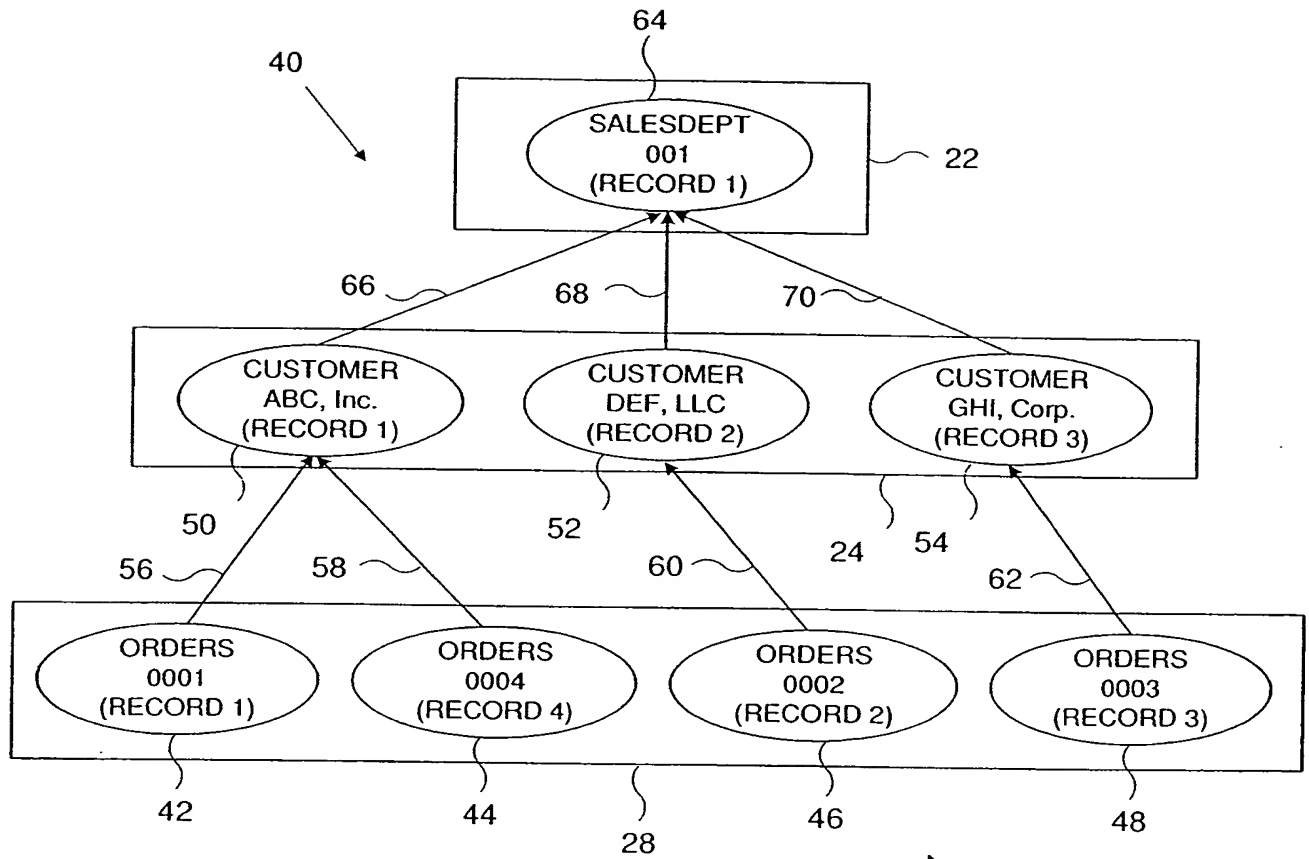 64
40
SALESDEPT
001
(RECORD 1)
22
66
68
70
CUSTOMER
ABC, Inc.
(RECORD 1)
CUSTOMER
DEF, LLC
(RECORD 2)
CUSTOMER
GHI, Corp.
(RECORD 3)
50
52
24
54
56
58
60
62
ORDERS
0001
(RECORD 1)
ORDERS
0004
(RECORD 4)
ORDERS
0002
(RECORD 2)
ORDERS
0003
(RECORD 3)
42
44
28
46
48